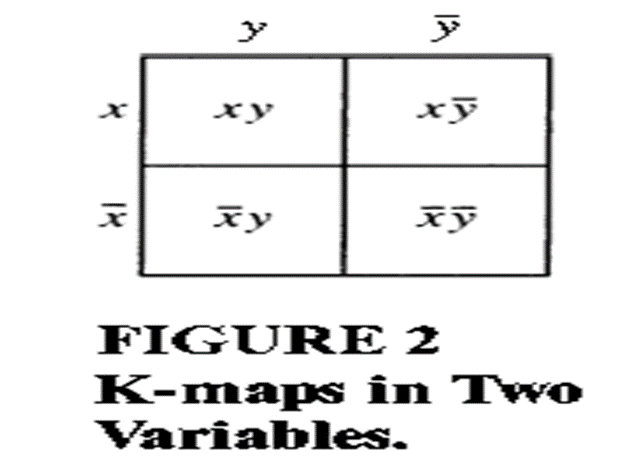 y ȳ
x xy xȳ
x̄ x̄y x̄ȳ
FIGURE 2
K-maps in Two
Variables.